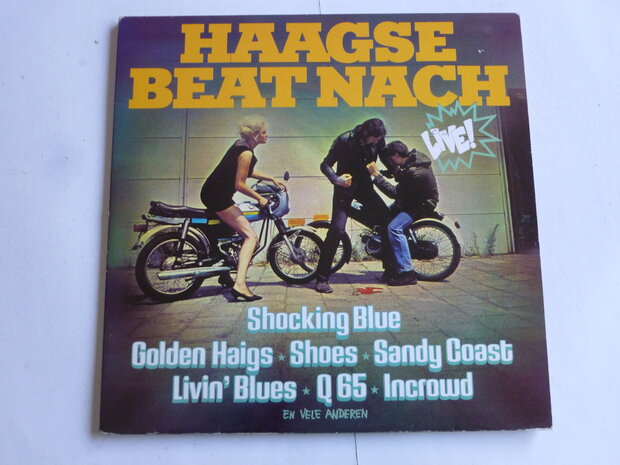 HAAGSE
BEAT NACH
LIVE!
Shocking Blue
Golden Haigs ★ Shoes ★ Sandy Coast
Livin' Blues ★ Q 65 ★ Incrowd
EN VELE ANDEREN